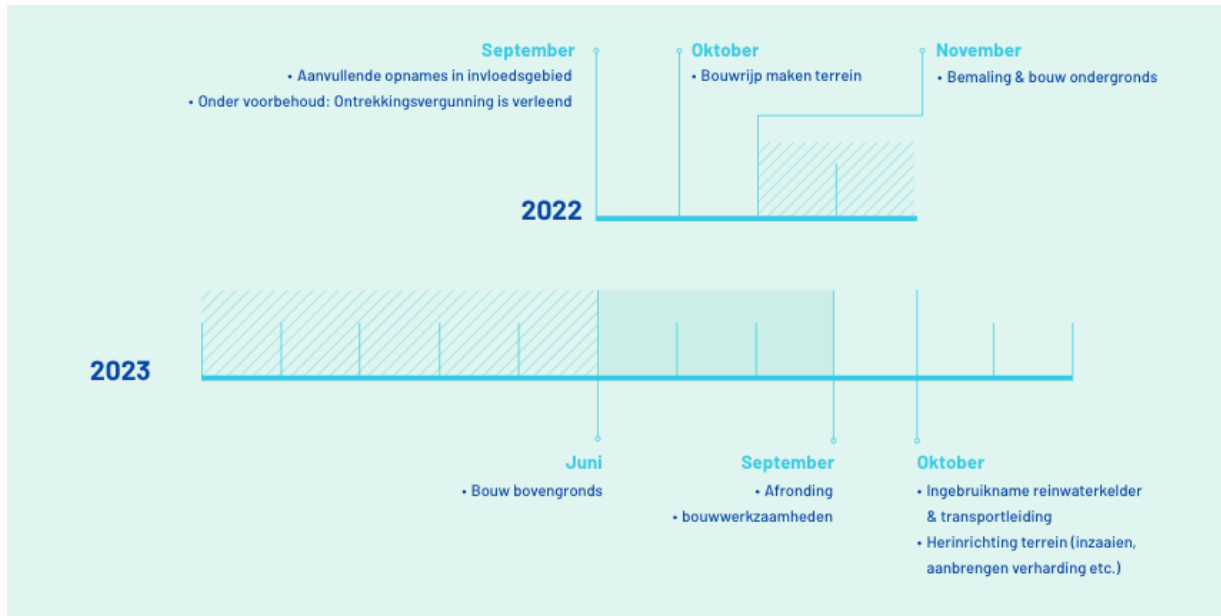 September
• Aanvullende opnames in invloedsgebied
• Onder voorbehoud: Ontrekkingsvergunning is verleend
Oktober
• Bouwrijp maken terrein
November
• Bemaling & bouw ondergronds
2022
2023
Juni
• Bouw bovengronds
September
• Afronding
• bouwwerkzaamheden
Oktober
• Ingebruikname reinwaterkelder
& transportleiding
• Herinrichting terrein (inzaaien,
aanbrengen verharding etc.)